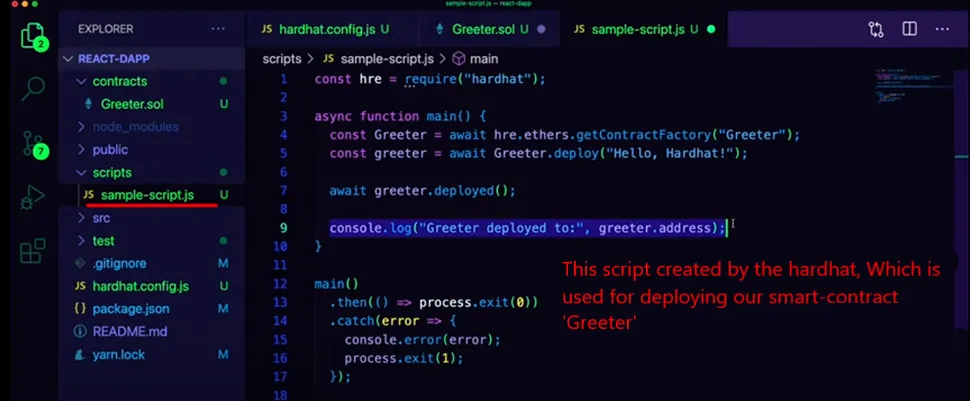 sample-script.js — react-dapp
EXPLORER
hardhat.config.js U
Greeter.sol U
JS sample-script.js U
2
REACT-DAPP
scripts > JS sample-script.js > main
contracts
Greeter.sol U
node_modules
public
scripts
JS sample-script.js U
src
test
.gitignore M
JS hardhat.config.js U
{ } package.json M
README.md
yarn.lock M
7
1 const hre = require("hardhat");
2
3 async function main() {
4 const Greeter = await hre.ethers.getContractFactory("Greeter");
5 const greeter = await Greeter.deploy("Hello, Hardhat!");
6
7 await greeter.deployed();
8
9 console.log("Greeter deployed to:", greeter.address);
10 }
11
12 main()
13 .then(() => process.exit(0))
14 .catch(error => {
15 console.error(error);
16 process.exit(1);
17 });
18
This script created by the hardhat, Which is
used for deploying our smart-contract
'Greeter'